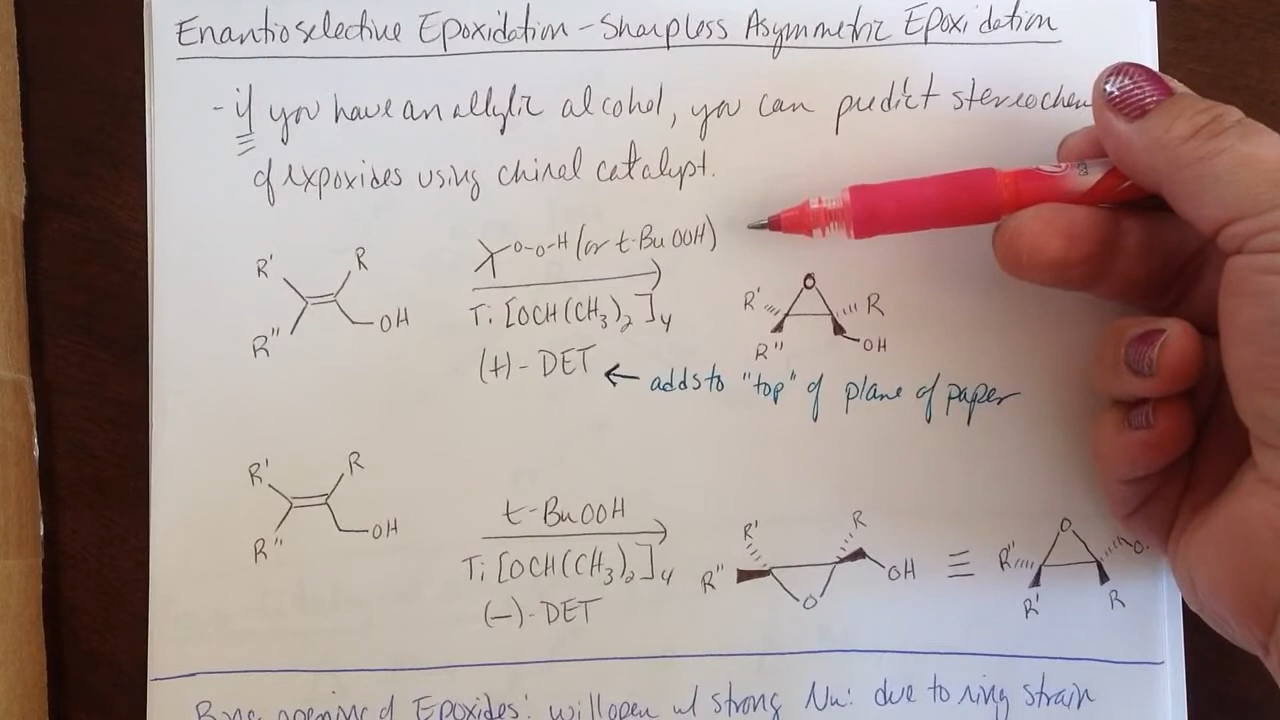 Enantioselective Epoxidation - Sharpless Asymmetric Epoxidation
- if you have an allylic alcohol, you can predict stereochem
of expoxides using chiral catalyst.
R' R
R" OH
O-O-H (or t-BuOOH)
Ti [OCH(CH3)2]4
(+)-DET ← adds to "top" of plane of paper
O
R' R
R" OH
R' R
R" OH
t-BuOOH
Ti [OCH(CH3)2]4
(-)-DET
R' R
R" O OH ≡
O
R" O
R' R
Ring opening of Epoxides: will open w/ strong Nu: due to ring strain